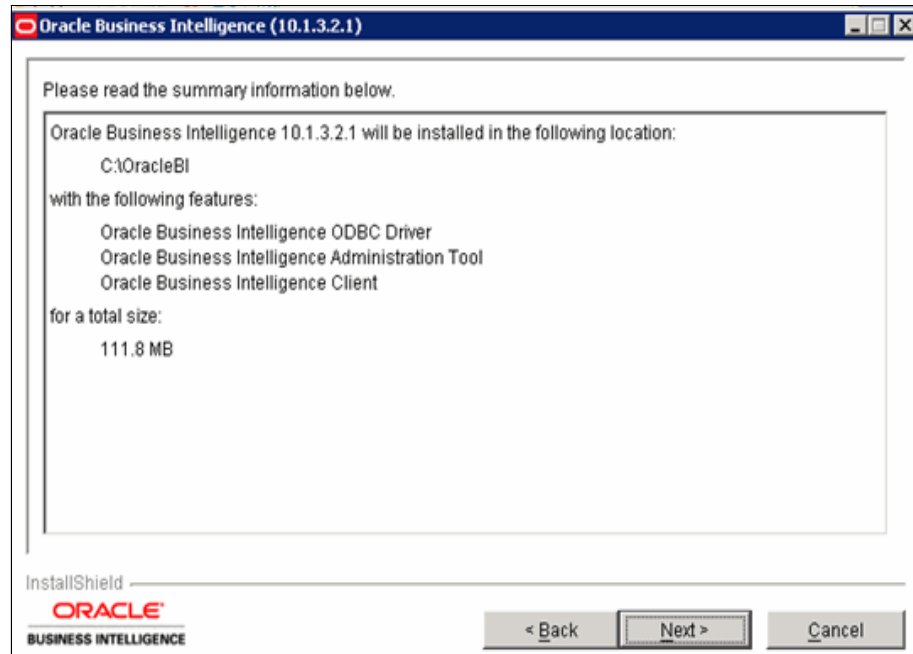 Oracle Business Intelligence (10.1.3.2.1)
Please read the summary information below.
Oracle Business Intelligence 10.1.3.2.1 will be installed in the following location:
C:\OracleBI
with the following features:
Oracle Business Intelligence ODBC Driver
Oracle Business Intelligence Administration Tool
Oracle Business Intelligence Client
for a total size:
111.8 MB
InstallShield
ORACLE
BUSINESS INTELLIGENCE
< Back
Next >
Cancel